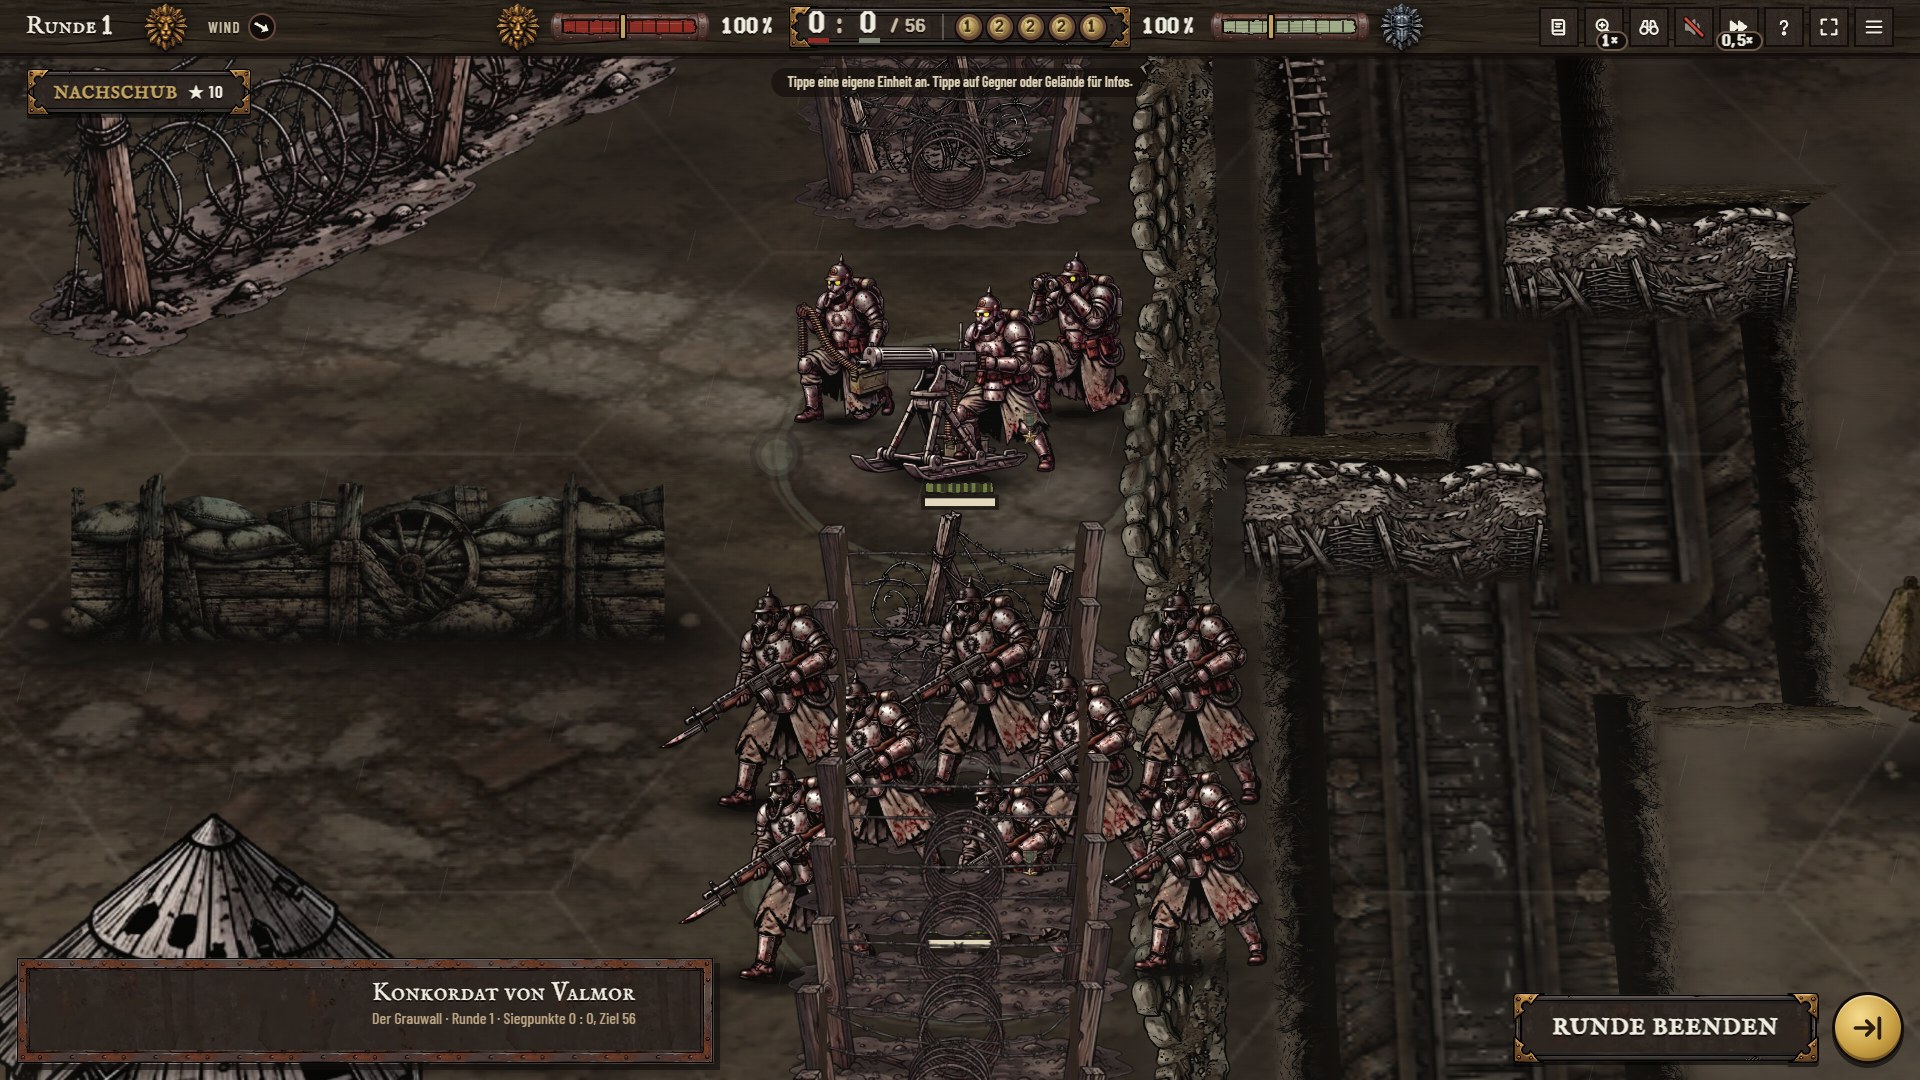 Runde 1
WIND
100 %
0 : 0 / 56
1 2 2 2 1
100 %
1×
0,5×
?
NACHSCHUB ★ 10
Tippe eine eigene Einheit an. Tippe auf Gegner oder Gelände für Infos.
Konkordat von Valmor
Der Grauwall · Runde 1 · Siegpunkte 0 : 0, Ziel 56
RUNDE BEENDEN